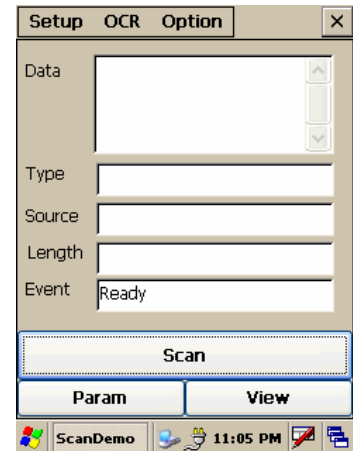 Setup OCR Option
Data
Type
Source
Length
Event Ready
Scan
Param View
ScanDemo 11:05 PM